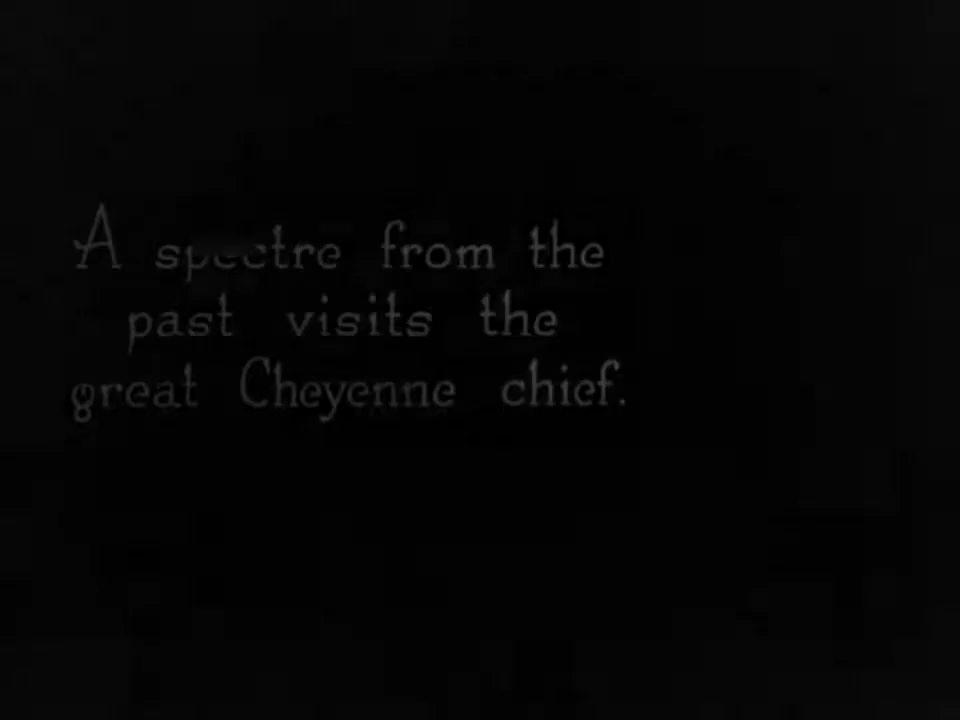 A spectre from the
past visits the
great Cheyenne chief.